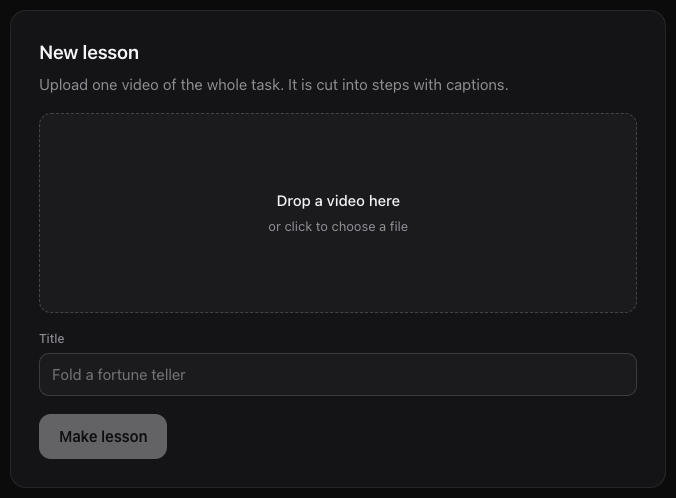 New lesson
Upload one video of the whole task. It is cut into steps with captions.
Drop a video here
or click to choose a file
Title
Fold a fortune teller
Make lesson